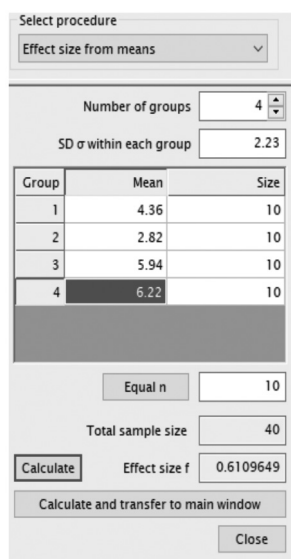 Select procedure
Effect size from means
Number of groups 4
SD σ within each group 2.23
Group Mean Size
1 4.36 10
2 2.82 10
3 5.94 10
4 6.22 10
Equal n 10
Total sample size 40
Calculate Effect size f 0.6109649
Calculate and transfer to main window
Close